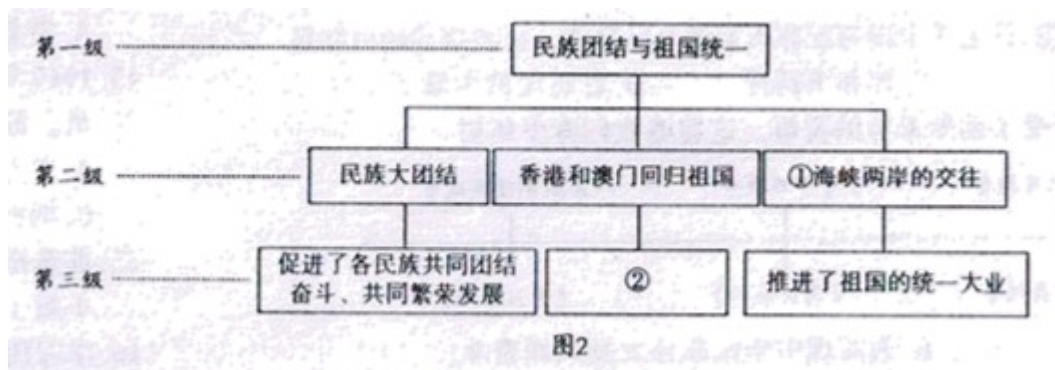 第一级 民族团结与祖国统一
第二级 民族大团结 香港和澳门回归祖国 ①海峡两岸的交往
第三级 促进了各民族共同团结
奋斗、共同繁荣发展 ② 推进了祖国的统一大业
图2